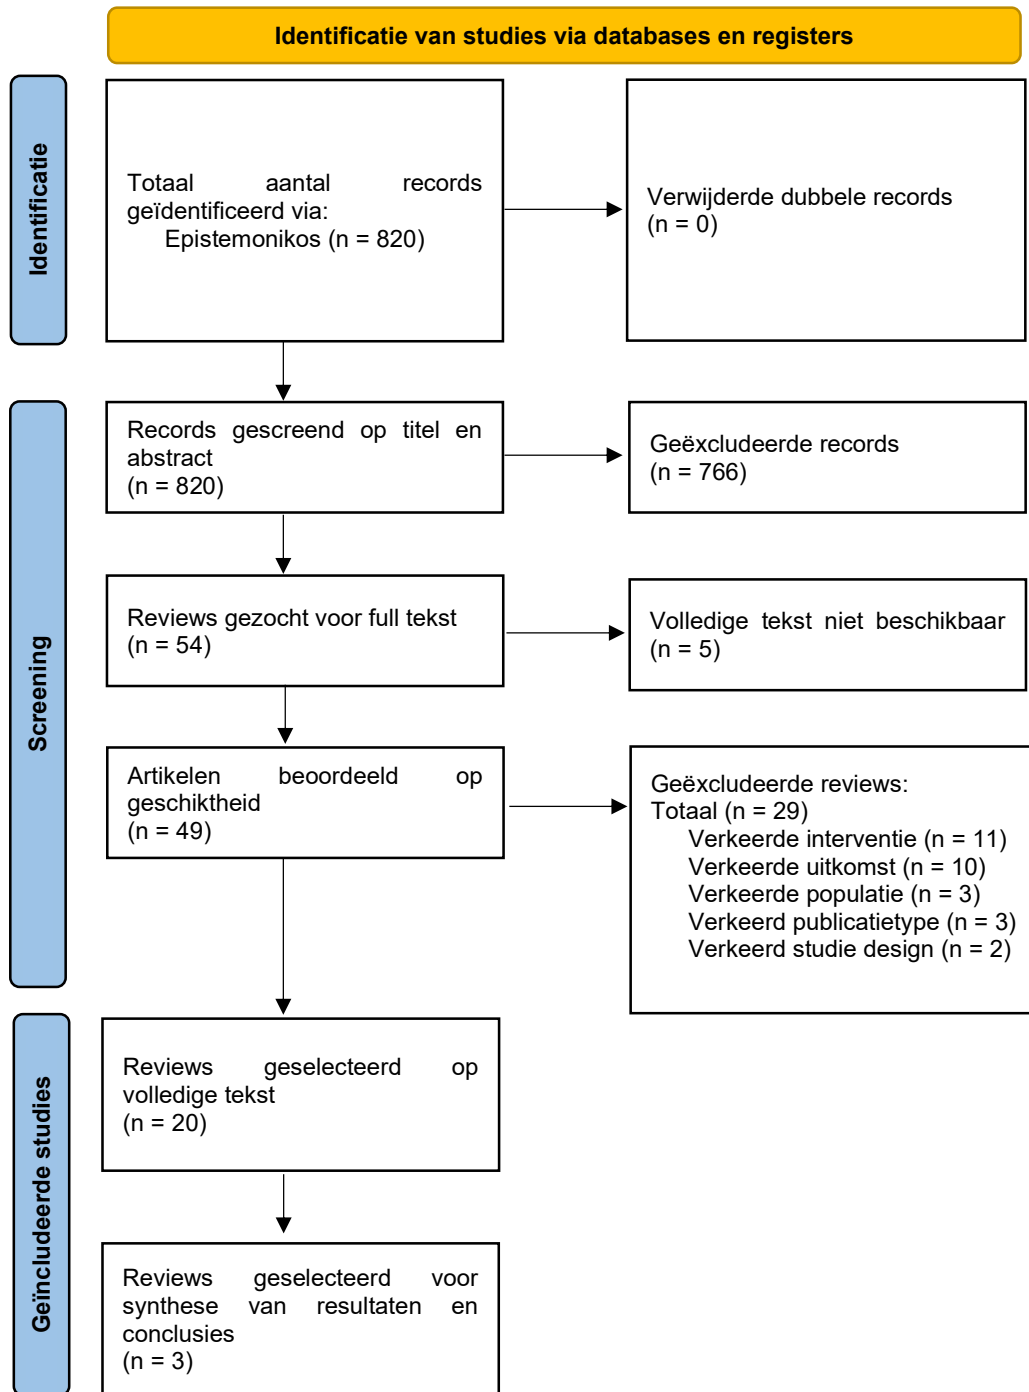 Identificatie van studies via databases en registers
Identificatie
Totaal aantal records
geïdentificeerd via:
Epistemonikos (n = 820)
Verwijderde dubbele records
(n = 0)
Screening
Records gescreend op titel en
abstract
(n = 820)
Geëxcludeerde records
(n = 766)
Reviews gezocht voor full tekst
(n = 54)
Volledige tekst niet beschikbaar
(n = 5)
Artikelen beoordeeld op
geschiktheid
(n = 49)
Geëxcludeerde reviews:
Totaal (n = 29)
Verkeerde interventie (n = 11)
Verkeerde uitkomst (n = 10)
Verkeerde populatie (n = 3)
Verkeerd publicatietype (n = 3)
Verkeerd studie design (n = 2)
Geïncludeerde studies
Reviews geselecteerd op
volledige tekst
(n = 20)
Reviews geselecteerd voor
synthese van resultaten en
conclusies
(n = 3)